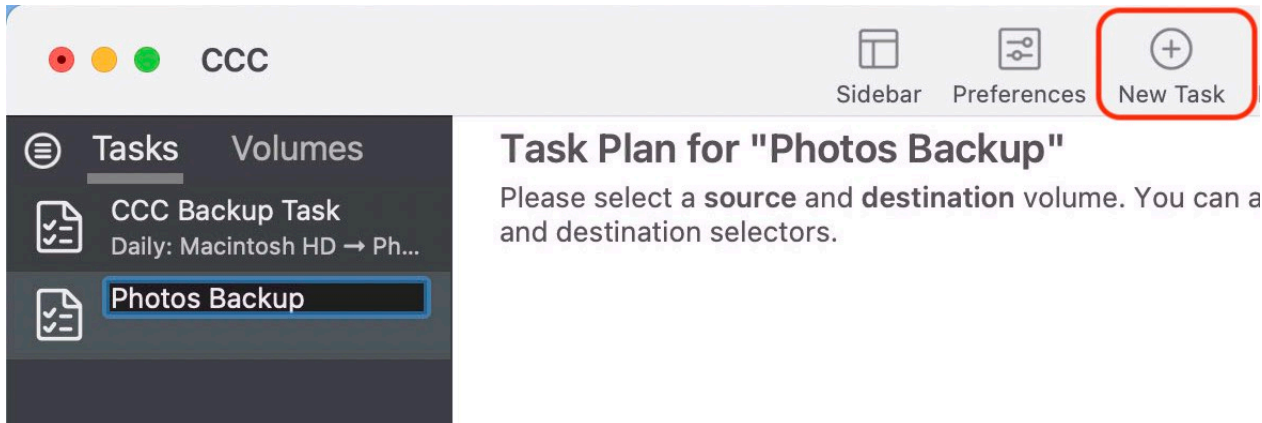 CCC
Sidebar
Preferences
New Task
Tasks
Volumes
CCC Backup Task
Daily: Macintosh HD → Ph...
Photos Backup
Task Plan for "Photos Backup"
Please select a source and destination volume. You can a
and destination selectors.